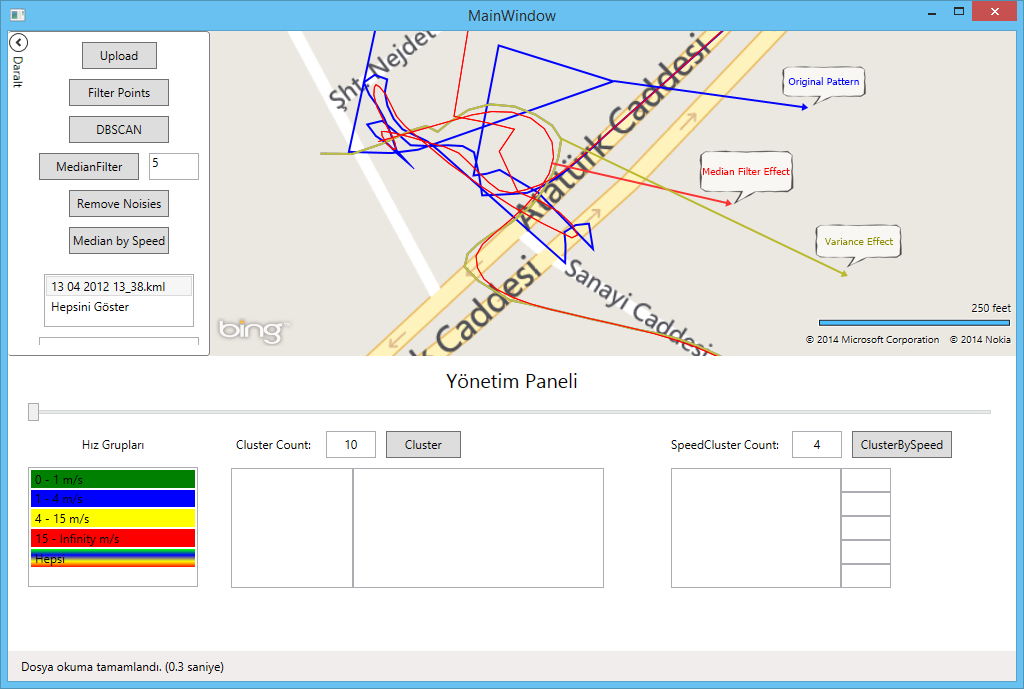 MainWindow
Daralt
Upload
Filter Points
DBSCAN
MedianFilter
5
Remove Noisies
Median by Speed
13 04 2012 13_38.kml
Hepsini Göster
Şht. Nejdet
Atatürk Caddesi
k Caddesi
Sanayi Caddesi
Original Pattern
Median Filter Effect
Variance Effect
bing™
250 feet
© 2014 Microsoft Corporation © 2014 Nokia
Yönetim Paneli
Hız Grupları
Cluster Count: 10 Cluster
SpeedCluster Count: 4 ClusterBySpeed
0 - 1 m/s
1 - 4 m/s
4 - 15 m/s
15 - Infinity m/s
Hepsi
Dosya okuma tamamlandı. (0.3 saniye)